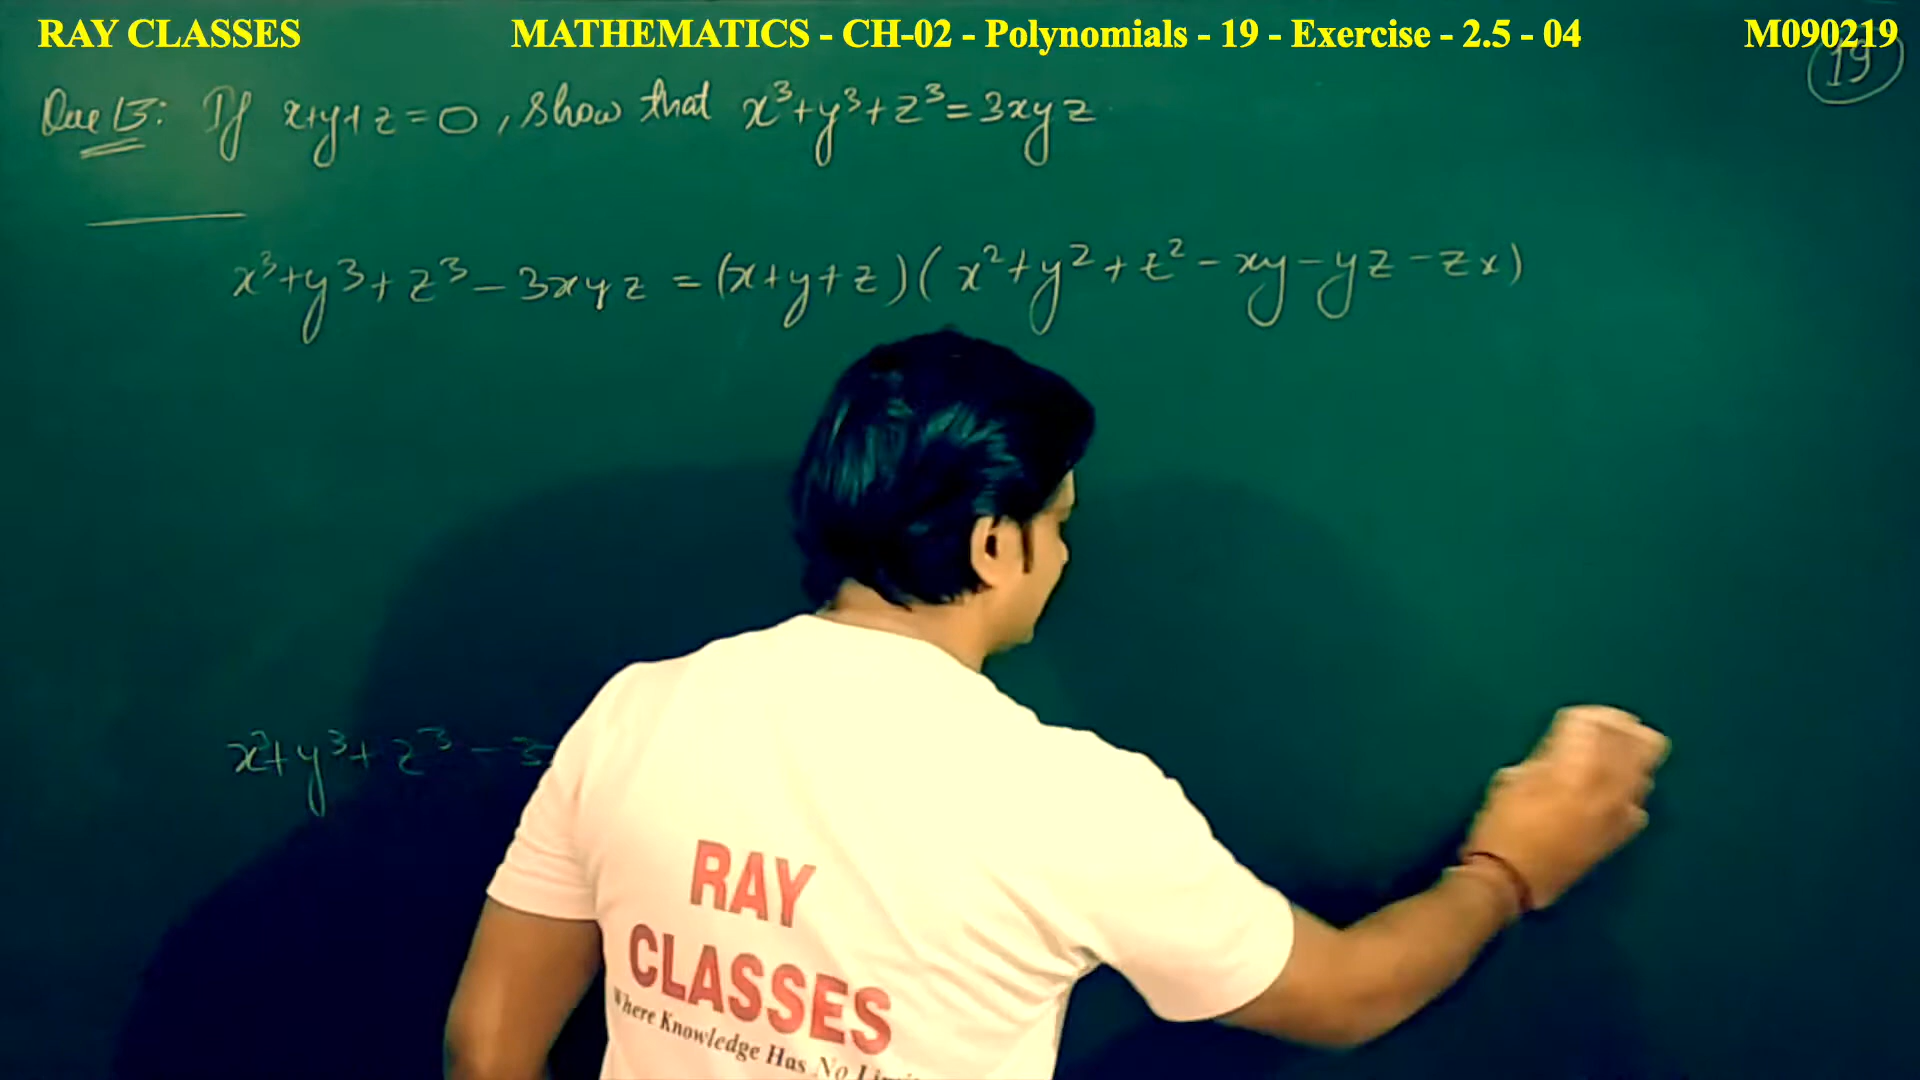 RAY CLASSES MATHEMATICS - CH-02 - Polynomials - 19 - Exercise - 2.5 - 04 M090219
19
Que 13: If x+y+z=0, show that x³+y³+z³=3xyz
x³+y³+z³-3xyz =(x+y+z)(x²+y²+z²-xy-yz-zx)
x³+y³+z³-3
RAY
CLASSES
Where Knowledge Has No